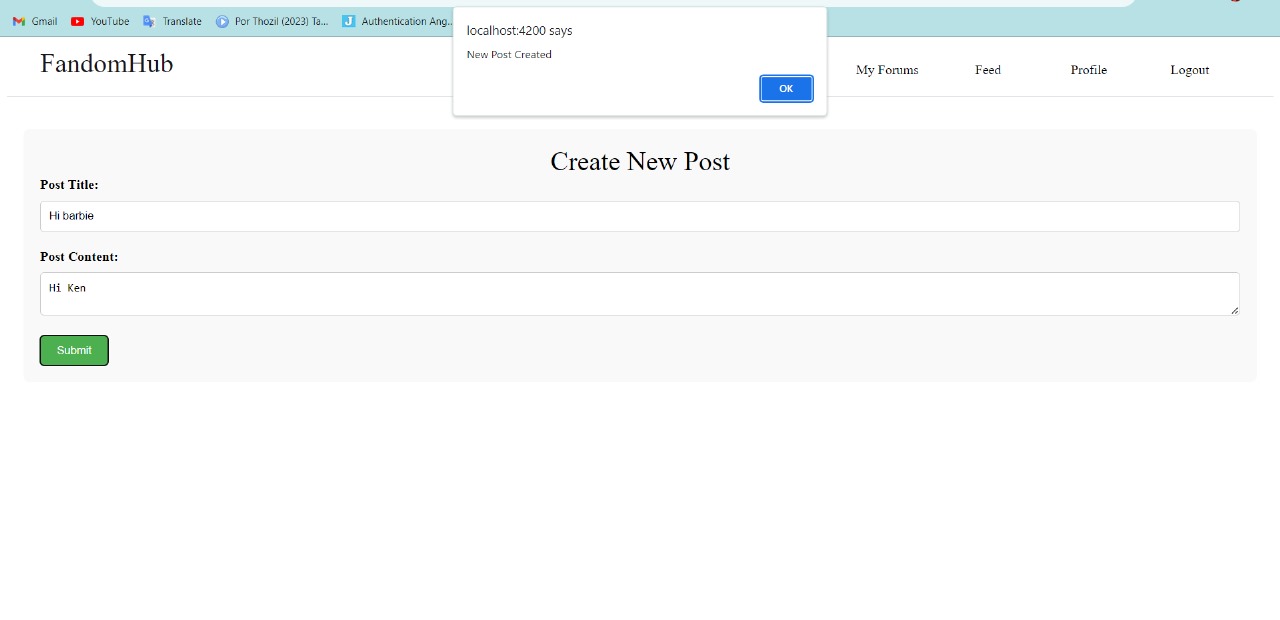 Gmail YouTube Translate Por Thozil (2023) Ta... Authentication Ang...
localhost:4200 says
New Post Created
OK
FandomHub My Forums Feed Profile Logout
Create New Post
Post Title:
Hi barbie
Post Content:
Hi Ken
Submit